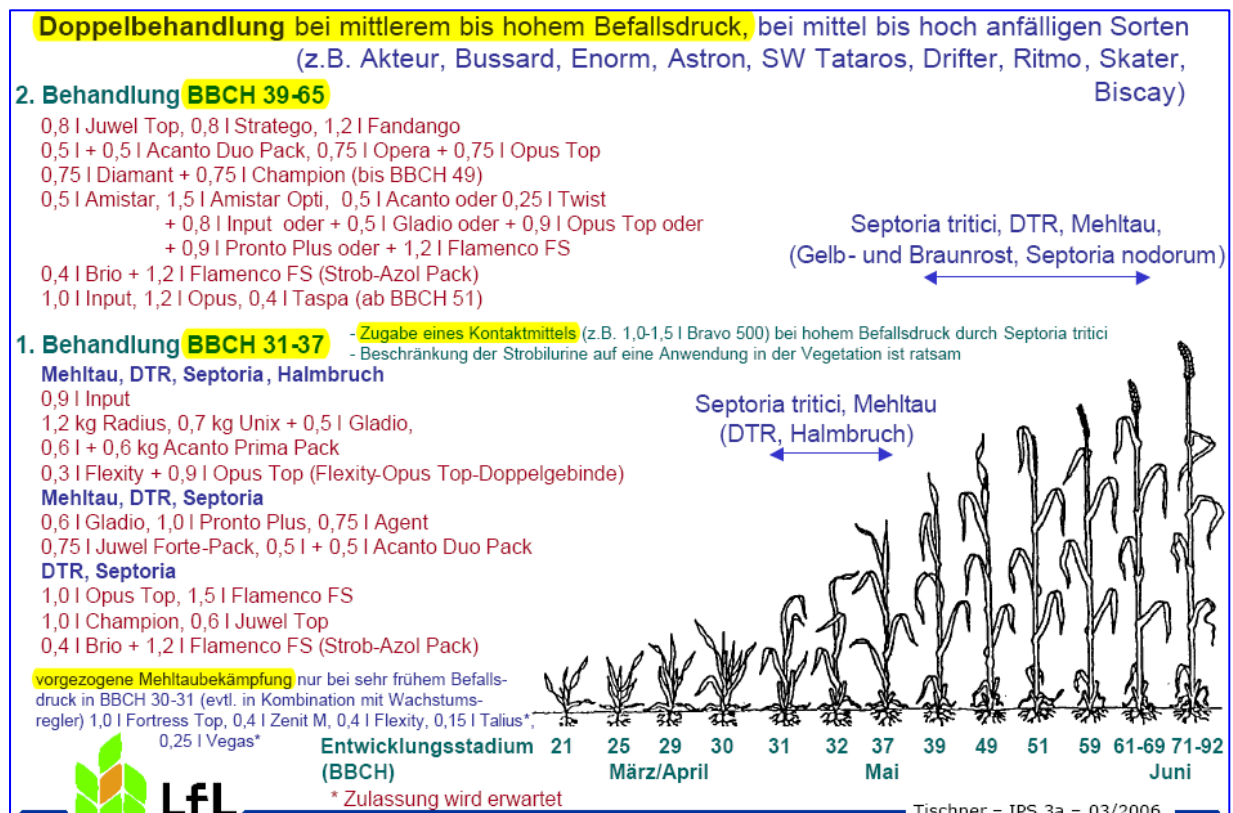 Doppelbehandlung bei mittlerem bis hohem Befallsdruck, bei mittel bis hoch anfälligen Sorten
(z.B. Akteur, Bussard, Enorm, Astron, SW Tataros, Drifter, Ritmo, Skater,
Biscay)
2. Behandlung BBCH 39-65
0,8 l Juwel Top, 0,8 l Stratego, 1,2 l Fandango
0,5 l + 0,5 l Acanto Duo Pack, 0,75 l Opera + 0,75 l Opus Top
0,75 l Diamant + 0,75 l Champion (bis BBCH 49)
0,5 l Amistar, 1,5 l Amistar Opti, 0,5 l Acanto oder 0,25 l Twist
+ 0,8 l Input oder + 0,5 l Gladio oder + 0,9 l Opus Top oder
+ 0,9 l Pronto Plus oder + 1,2 l Flamenco FS
0,4 l Brio + 1,2 l Flamenco FS (Strob-Azol Pack)
1,0 l Input, 1,2 l Opus, 0,4 l Taspa (ab BBCH 51)
Septoria tritici, DTR, Mehltau,
(Gelb- und Braunrost, Septoria nodorum)
1. Behandlung BBCH 31-37
- Zugabe eines Kontaktmittels (z.B. 1,0-1,5 l Bravo 500) bei hohem Befallsdruck durch Septoria tritici
- Beschränkung der Strobilurine auf eine Anwendung in der Vegetation ist ratsam
Mehltau, DTR, Septoria, Halmbruch
0,9 l Input
1,2 kg Radius, 0,7 kg Unix + 0,5 l Gladio,
0,6 l + 0,6 kg Acanto Prima Pack
0,3 l Flexity + 0,9 l Opus Top (Flexity-Opus Top-Doppelgebinde)
Mehltau, DTR, Septoria
0,6 l Gladio, 1,0 l Pronto Plus, 0,75 l Agent
0,75 l Juwel Forte-Pack, 0,5 l + 0,5 l Acanto Duo Pack
DTR, Septoria
1,0 l Opus Top, 1,5 l Flamenco FS
1,0 l Champion, 0,6 l Juwel Top
0,4 l Brio + 1,2 l Flamenco FS (Strob-Azol Pack)
Septoria tritici, Mehltau
(DTR, Halmbruch)
vorgezogene Mehltaubekämpfung nur bei sehr frühem Befalls-
druck in BBCH 30-31 (evtl. in Kombination mit Wachstums-
regler) 1,0 l Fortress Top, 0,4 l Zenit M, 0,4 l Flexity, 0,15 l Talius*,
0,25 l Vegas*
Entwicklungsstadium 21 25 29 30 31 32 37 39 49 51 59 61-69 71-92
(BBCH) März/April Mai Juni
* Zulassung wird erwartet
LfL
Tischner – IPS 3a – 03/2006